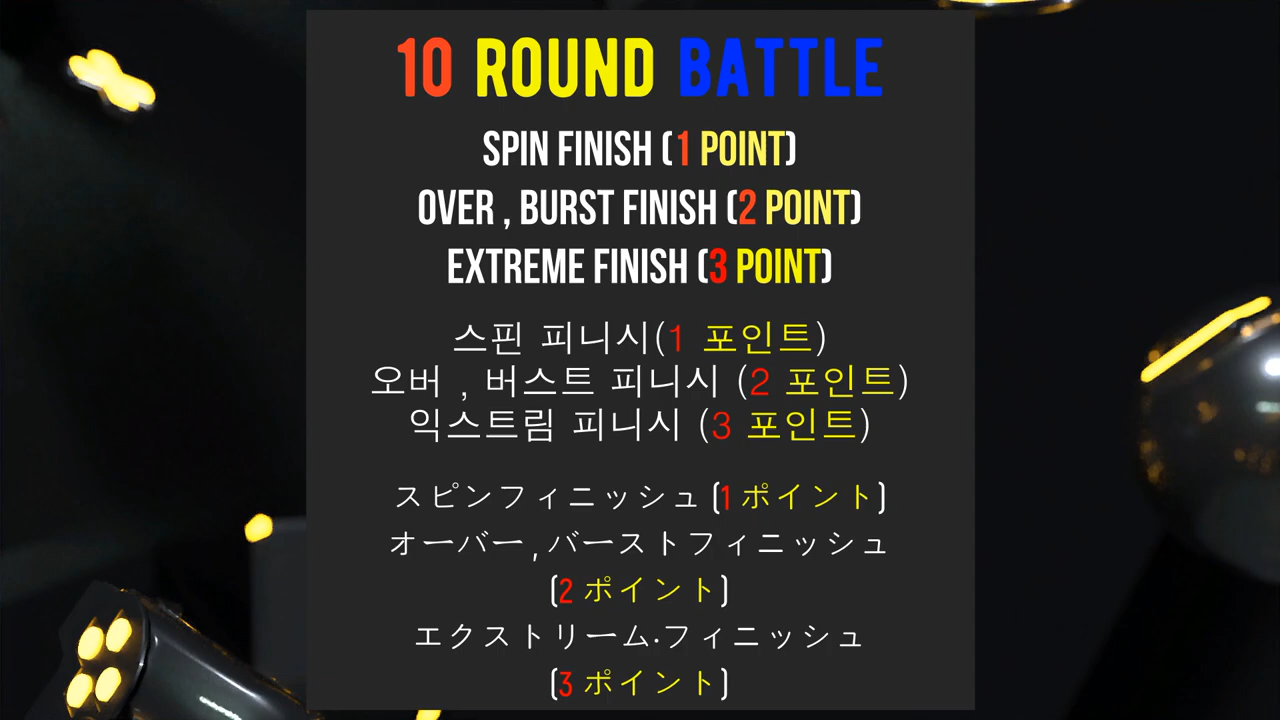 10 ROUND BATTLE
SPIN FINISH (1 POINT)
OVER , BURST FINISH (2 POINT)
EXTREME FINISH (3 POINT)
스핀 피니시(1 포인트)
오버 , 버스트 피니시 (2 포인트)
익스트림 피니시 (3 포인트)
スピンフィニッシュ (1 ポイント)
オーバー , バーストフィニッシュ
(2 ポイント)
エクストリーム·フィニッシュ
(3 ポイント)